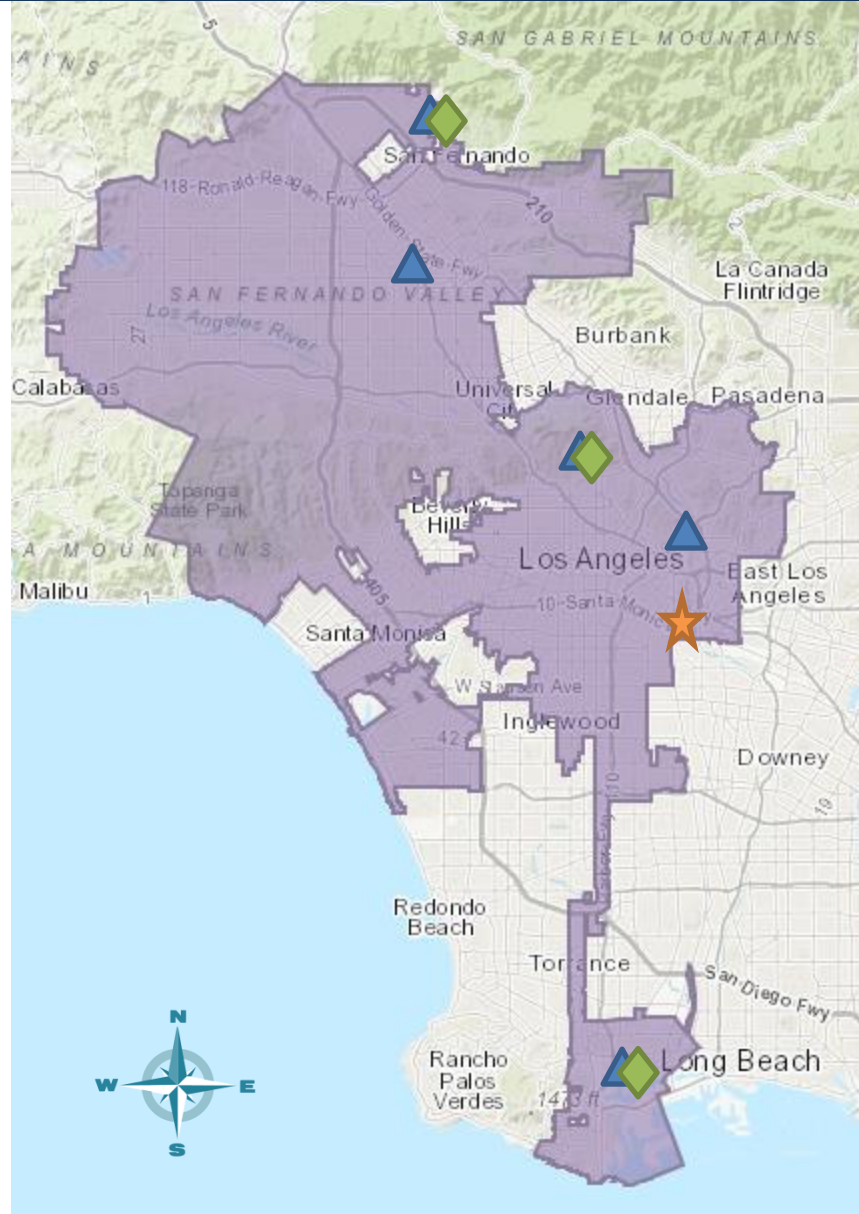 5
SAN GABRIEL MOUNTAINS
AINS
San Fernando
118-Ronald-Reagan-Fwy
Golden-State-Fwy
210
2
La Canada
Flintridge
SAN FERNANDO VALLEY
Los Angeles River
27
Burbank
Calabasas
Universal
City
Glendale
Pasadena
Topanga
State Park
Beverly
Hills
A MOUNTAINS
Los Angeles
East Los
Angeles
Malibu
1
405
10-Santa-Monica
Santa Monica
W Slauson Ave
Inglewood
42
Downey
110
19
Redondo
Beach
Torrance
San-Diego Fwy
N
W
E
S
Rancho
Palos
Verdes
Long Beach
1473 ft